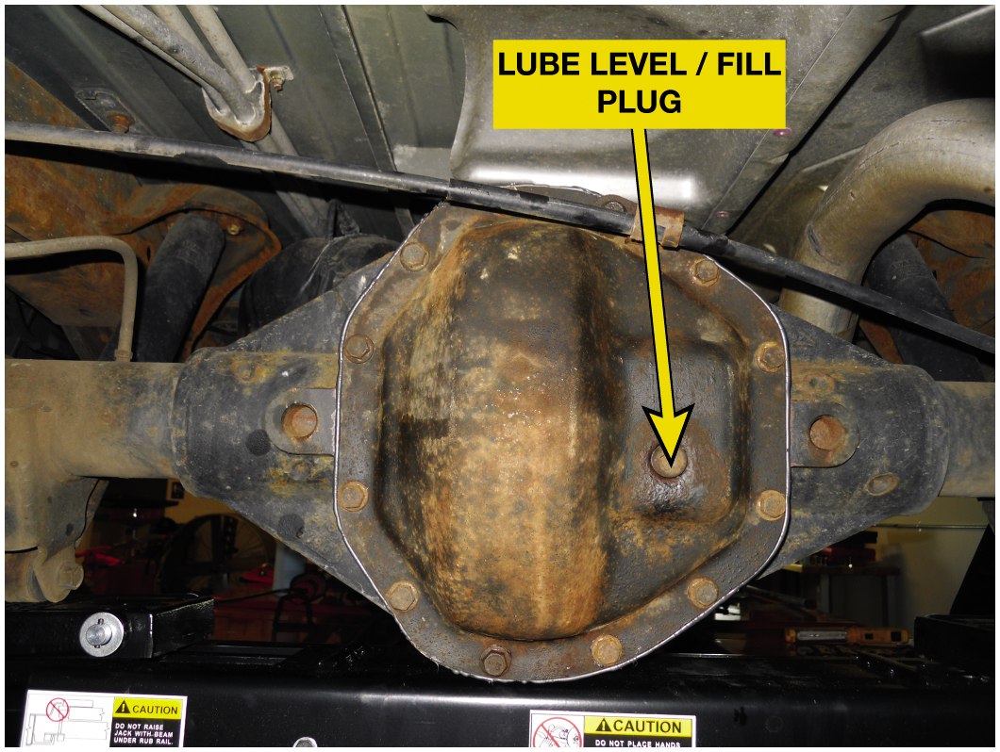 LUBE LEVEL / FILL
PLUG
CAUTION
DO NOT RAISE
JACK WITH BEAM
UNDER RUB RAIL.
CAUTION
DO NOT PLACE HANDS